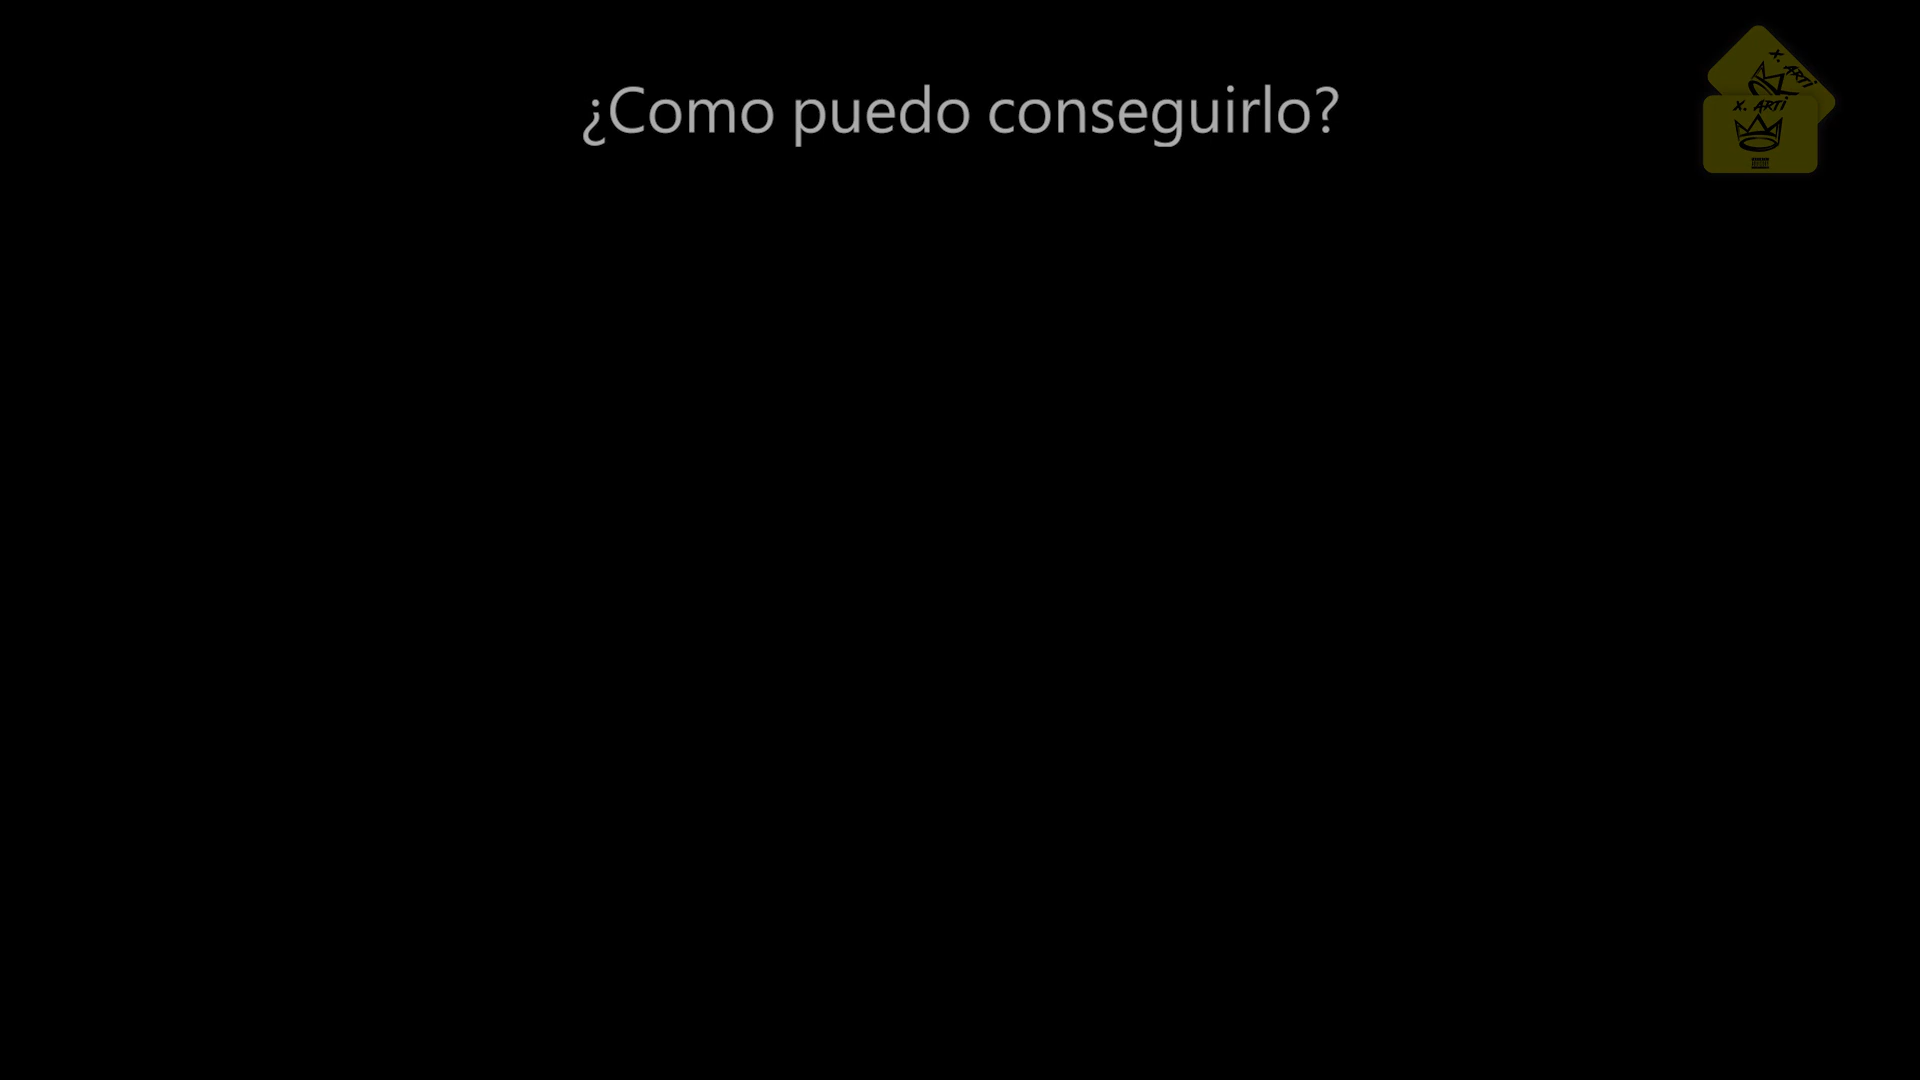 ¿Como puedo conseguirlo?
X. ARTi
X. ARTi